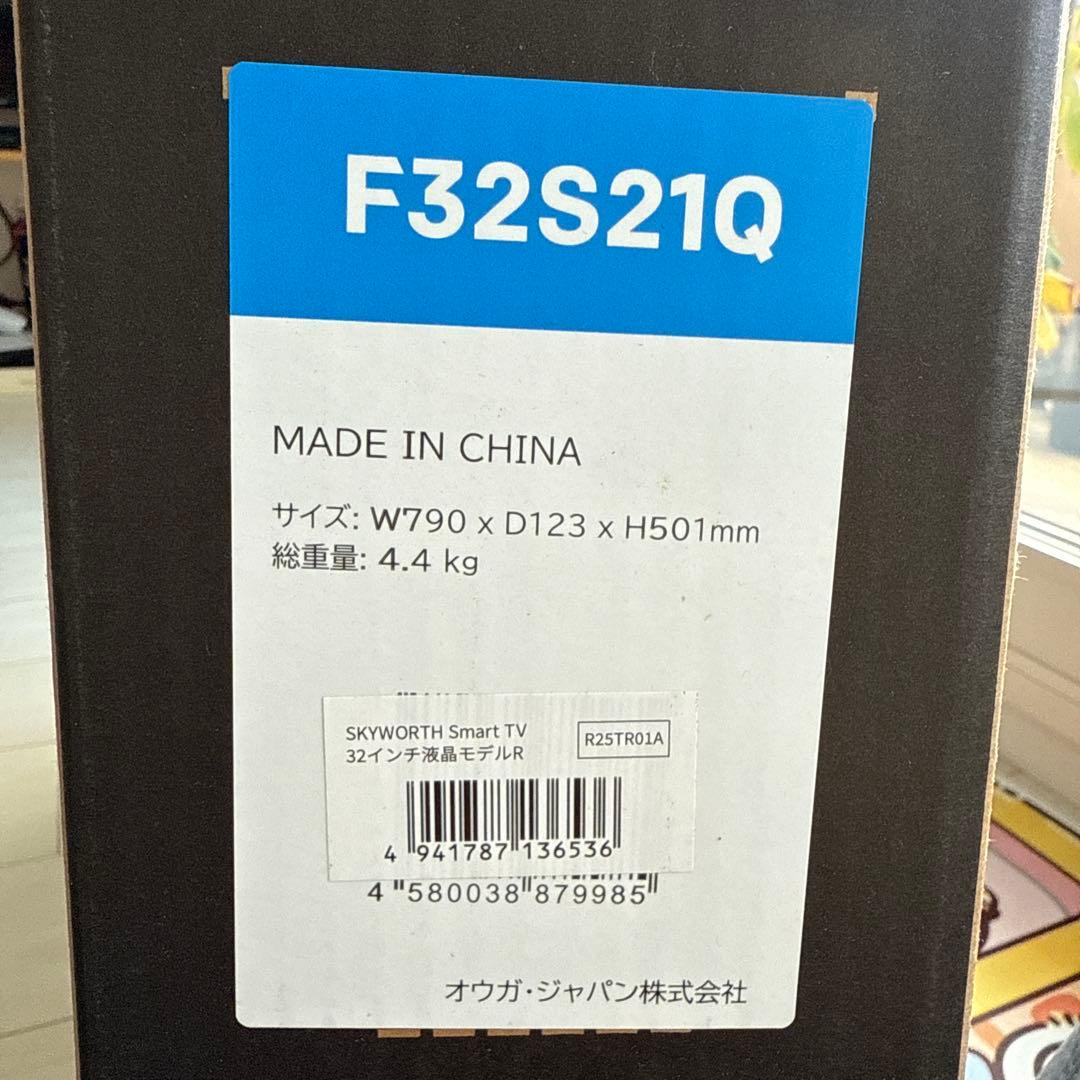 F32S21Q
MADE IN CHINA
サイズ: W790 x D123 x H501mm
総重量: 4.4 kg
SKYWORTH Smart TV
32インチ液晶モデルR
R25TR01A
4 941787 136536
4 580038 879985
オウガ・ジャパン株式会社